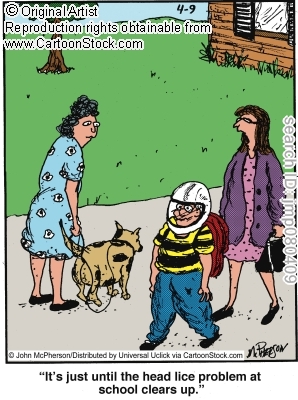 © Original Artist
Reproduction rights obtainable from
www.CartoonStock.com
4-9
search ID: jmp080409
McPherson
© John McPherson/Distributed by Universal Uclick via CartoonStock.com
“It’s just until the head lice problem at
school clears up.”